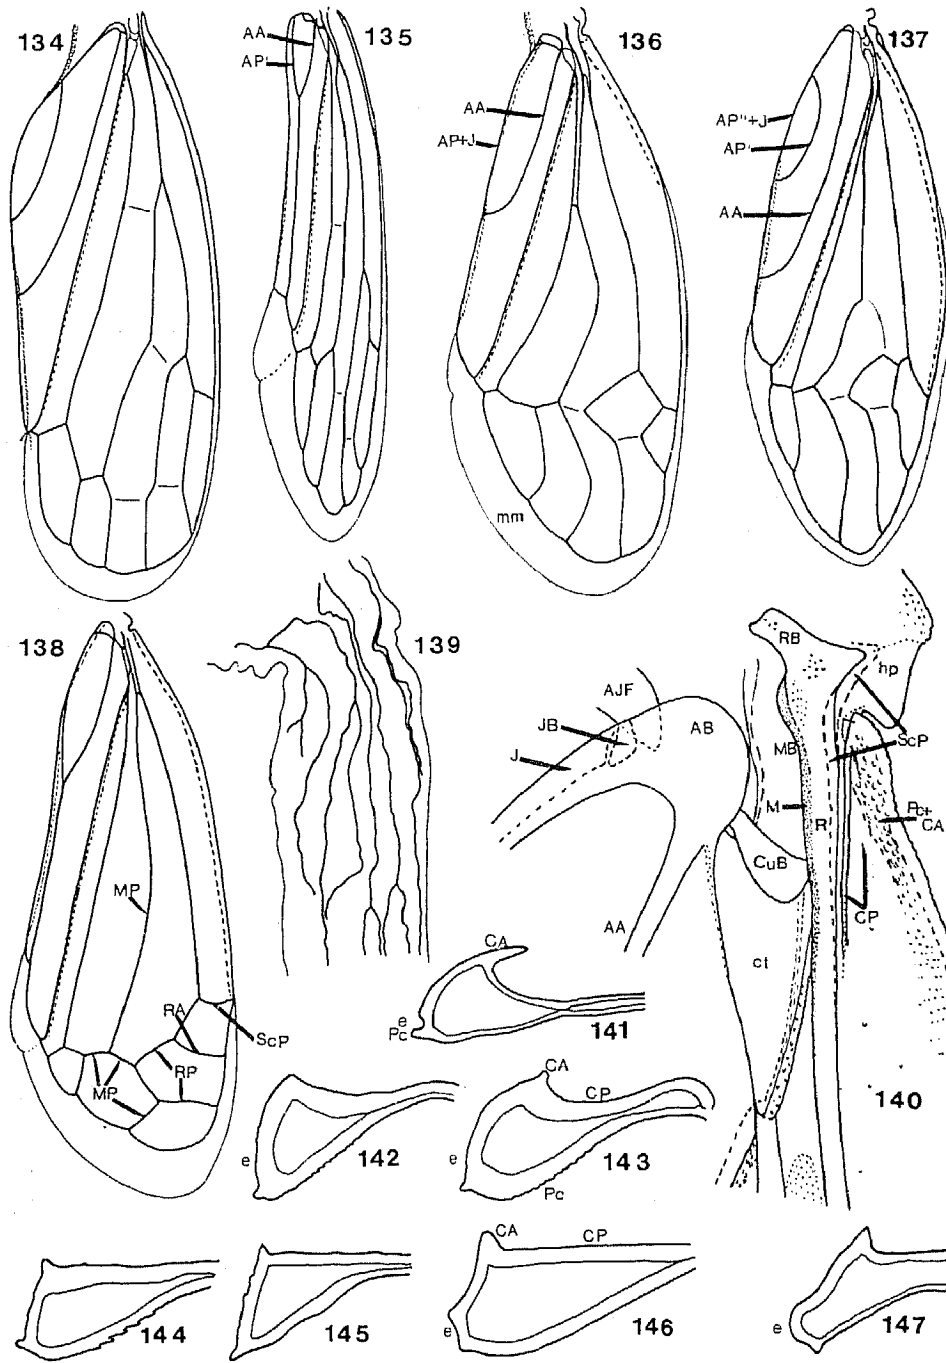 134
AA
AP'
135
AA
AP+J
136
mm
AP"+J
AP'
AA
137
138
MP
RA
RP
MP
ScP
139
AJF
JB
J
AB
AA
RB
hp
ScP
MB
M
R
Pc+
CA
CuB
CP
ct
140
CA
e
Pc
141
e
142
CA
CP
e
Pc
143
144
145
CA
CP
e
146
e
147